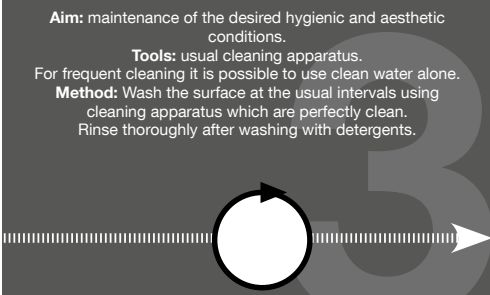 Aim: maintenance of the desired hygienic and aesthetic
conditions.
Tools: usual cleaning apparatus.
For frequent cleaning it is possible to use clean water alone.
Method: Wash the surface at the usual intervals using
cleaning apparatus which are perfectly clean.
Rinse thoroughly after washing with detergents.
3